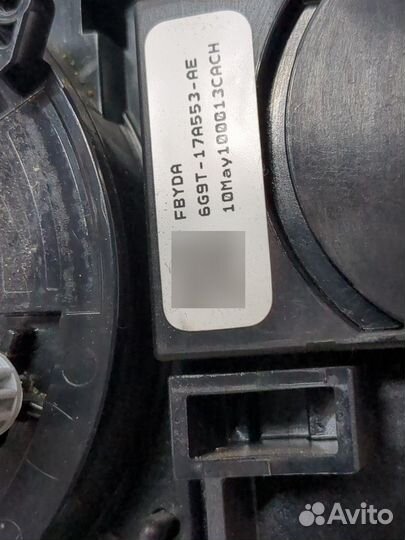 FBYDA
6G9T-17A553-AE
10May100013CACH
Avito